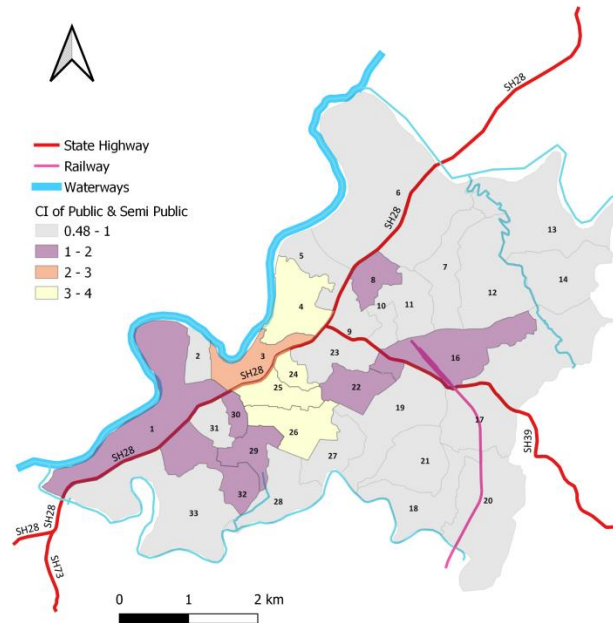 State Highway
Railway
Waterways
CI of Public & Semi Public
0.48 - 1
1 - 2
2 - 3
3 - 4
SH28
6
13
5
SH28
7
14
8
12
4
10
11
9
2
3
23
16
SH28
24
22
25
1
30
19
17
31
26
SH39
29
27
21
SH28
32
20
28
18
33
SH28
SH28
SH73
0 1 2 km